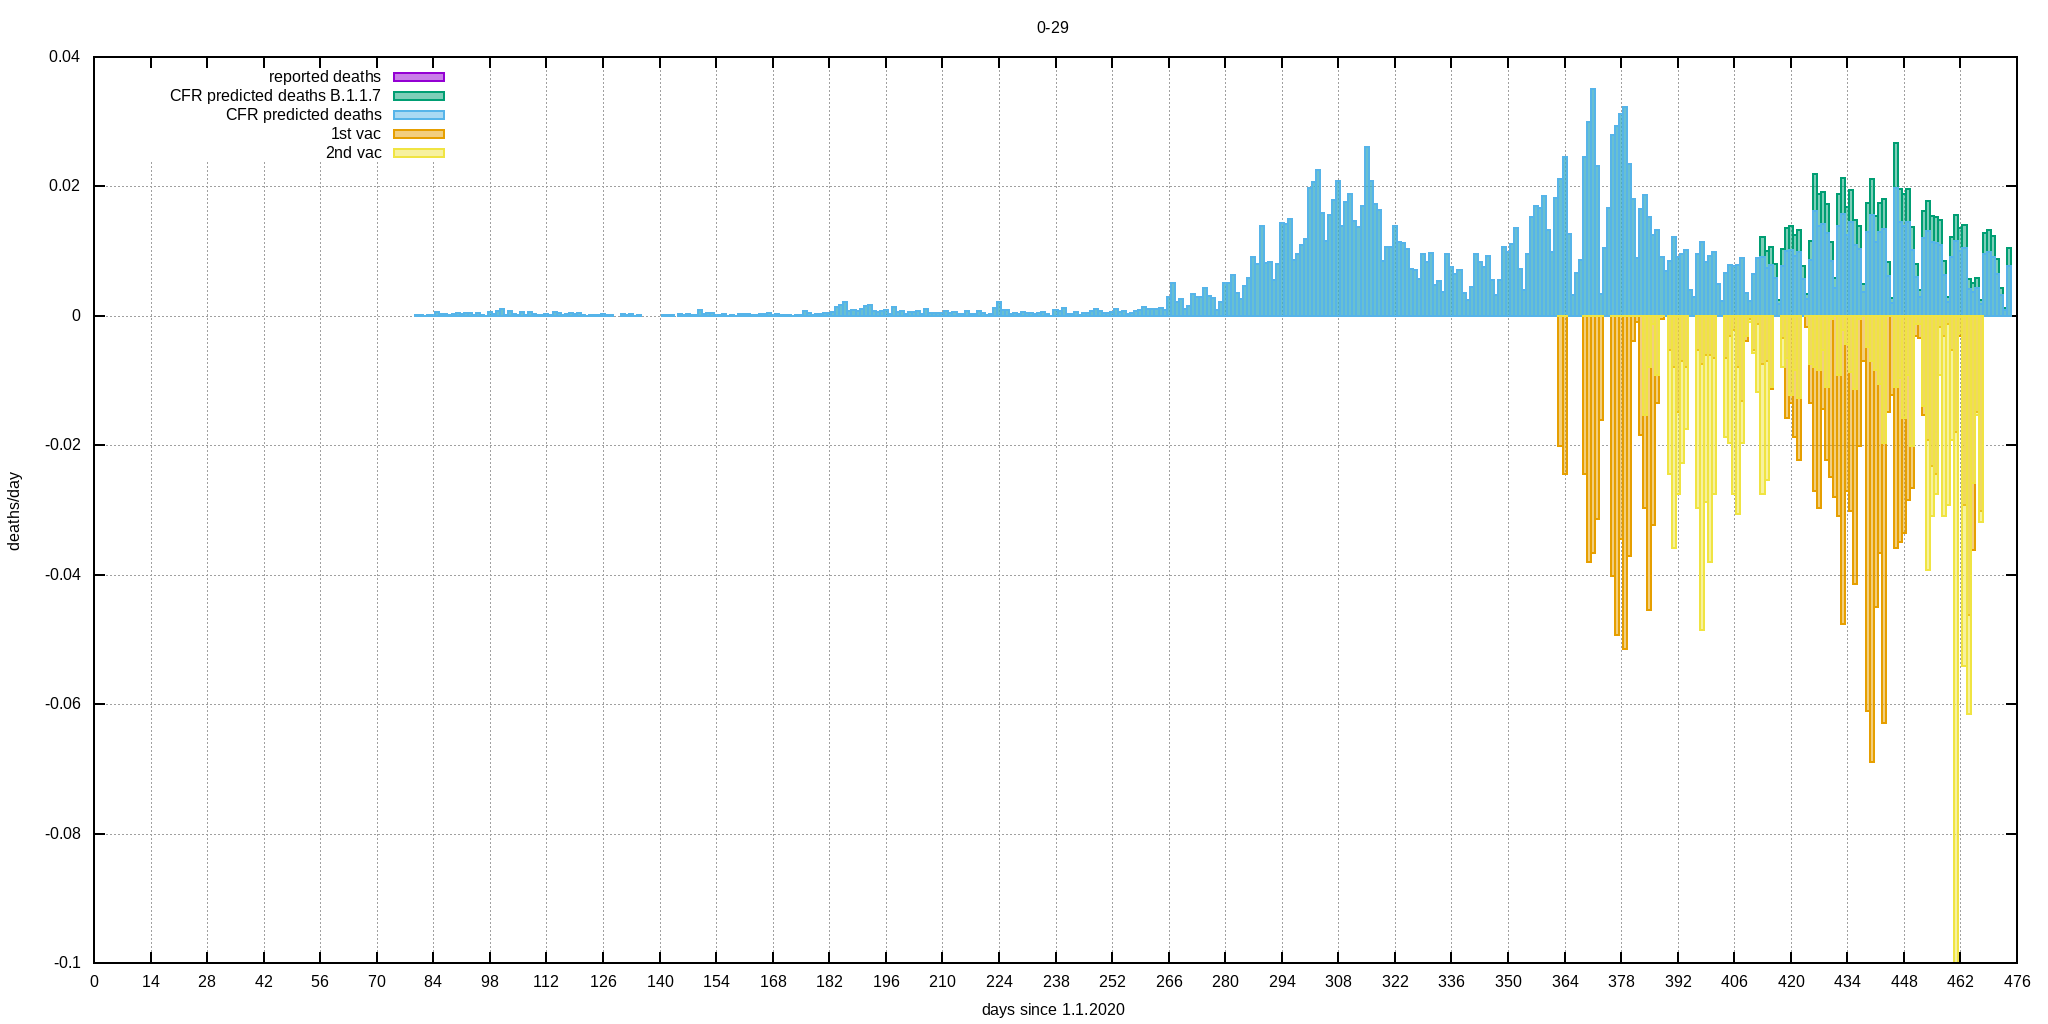 0-29
reported deaths
CFR predicted deaths B.1.1.7
CFR predicted deaths
1st vac
2nd vac
0.04
0.02
0
-0.02
-0.04
-0.06
-0.08
-0.1
deaths/day
0 14 28 42 56 70 84 98 112 126 140 154 168 182 196 210 224 238 252 266 280 294 308 322 336 350 364 378 392 406 420 434 448 462 476
days since 1.1.2020